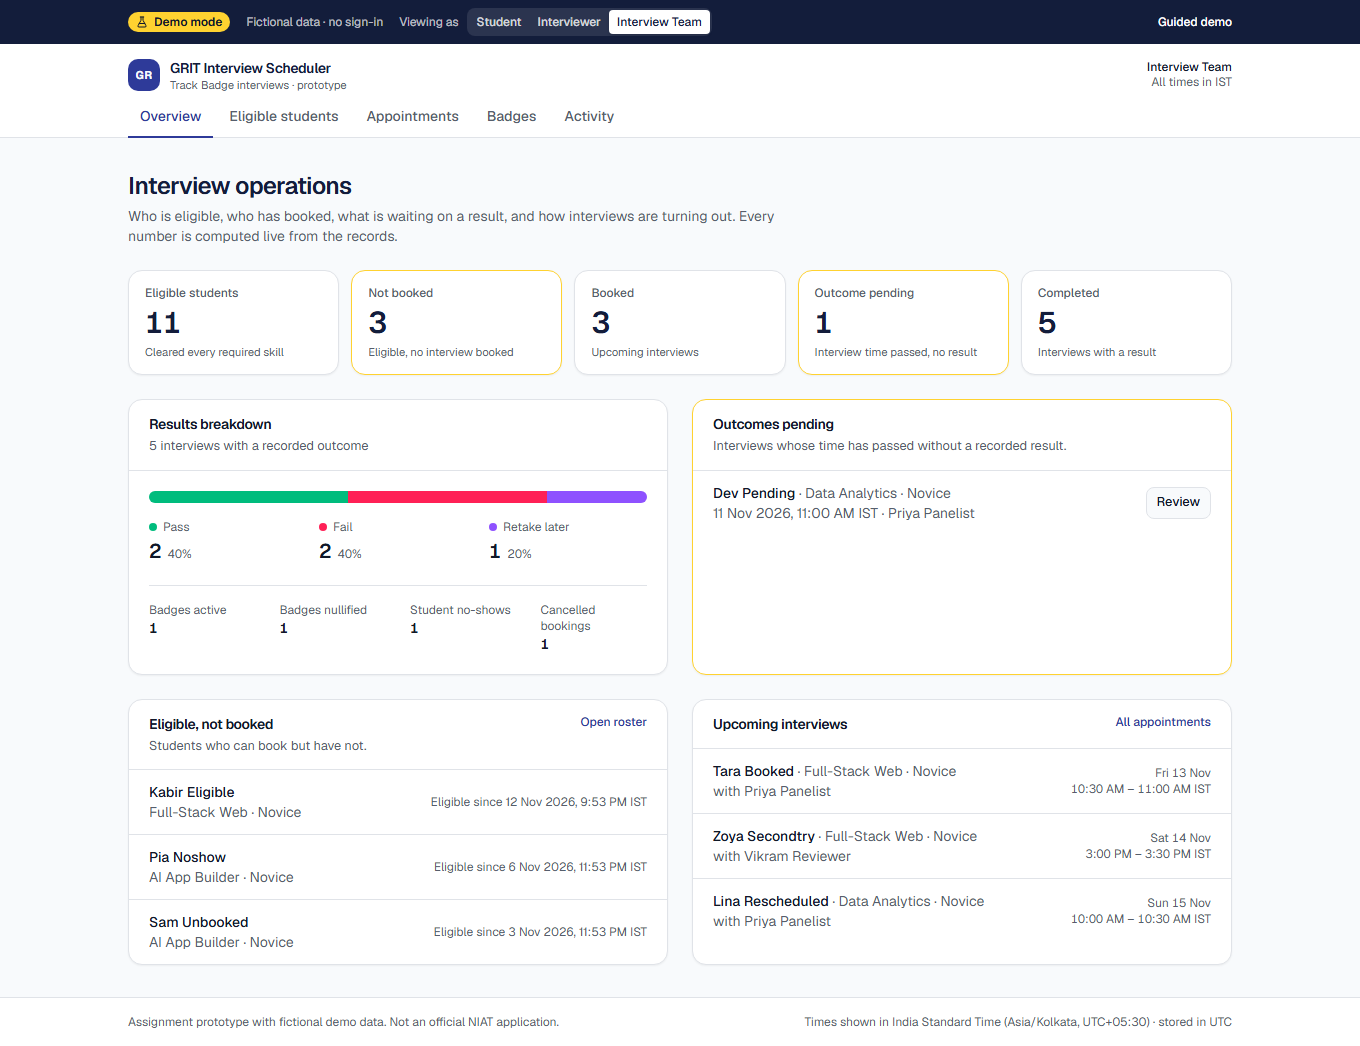 Demo mode
Fictional data · no sign-in
Viewing as
Student
Interviewer
Interview Team
Guided demo
GR
GRIT Interview Scheduler
Track Badge interviews · prototype
Interview Team
All times in IST
Overview
Eligible students
Appointments
Badges
Activity
Interview operations
Who is eligible, who has booked, what is waiting on a result, and how interviews are turning out. Every
number is computed live from the records.
Eligible students
11
Cleared every required skill
Not booked
3
Eligible, no interview booked
Booked
3
Upcoming interviews
Outcome pending
1
Interview time passed, no result
Completed
5
Interviews with a result
Results breakdown
5 interviews with a recorded outcome
Pass
2 40%
Fail
2 40%
Retake later
1 20%
Badges active
1
Badges nullified
1
Student no-shows
1
Cancelled
bookings
1
Outcomes pending
Interviews whose time has passed without a recorded result.
Dev Pending · Data Analytics · Novice
11 Nov 2026, 11:00 AM IST · Priya Panelist
Review
Eligible, not booked
Open roster
Students who can book but have not.
Kabir Eligible
Full-Stack Web · Novice
Eligible since 12 Nov 2026, 9:53 PM IST
Pia Noshow
AI App Builder · Novice
Eligible since 6 Nov 2026, 11:53 PM IST
Sam Unbooked
AI App Builder · Novice
Eligible since 3 Nov 2026, 11:53 PM IST
Upcoming interviews
All appointments
Tara Booked · Full-Stack Web · Novice
with Priya Panelist
Fri 13 Nov
10:30 AM – 11:00 AM IST
Zoya Secondtry · Full-Stack Web · Novice
with Vikram Reviewer
Sat 14 Nov
3:00 PM – 3:30 PM IST
Lina Rescheduled · Data Analytics · Novice
with Priya Panelist
Sun 15 Nov
10:00 AM – 10:30 AM IST
Assignment prototype with fictional demo data. Not an official NIAT application.
Times shown in India Standard Time (Asia/Kolkata, UTC+05:30) · stored in UTC